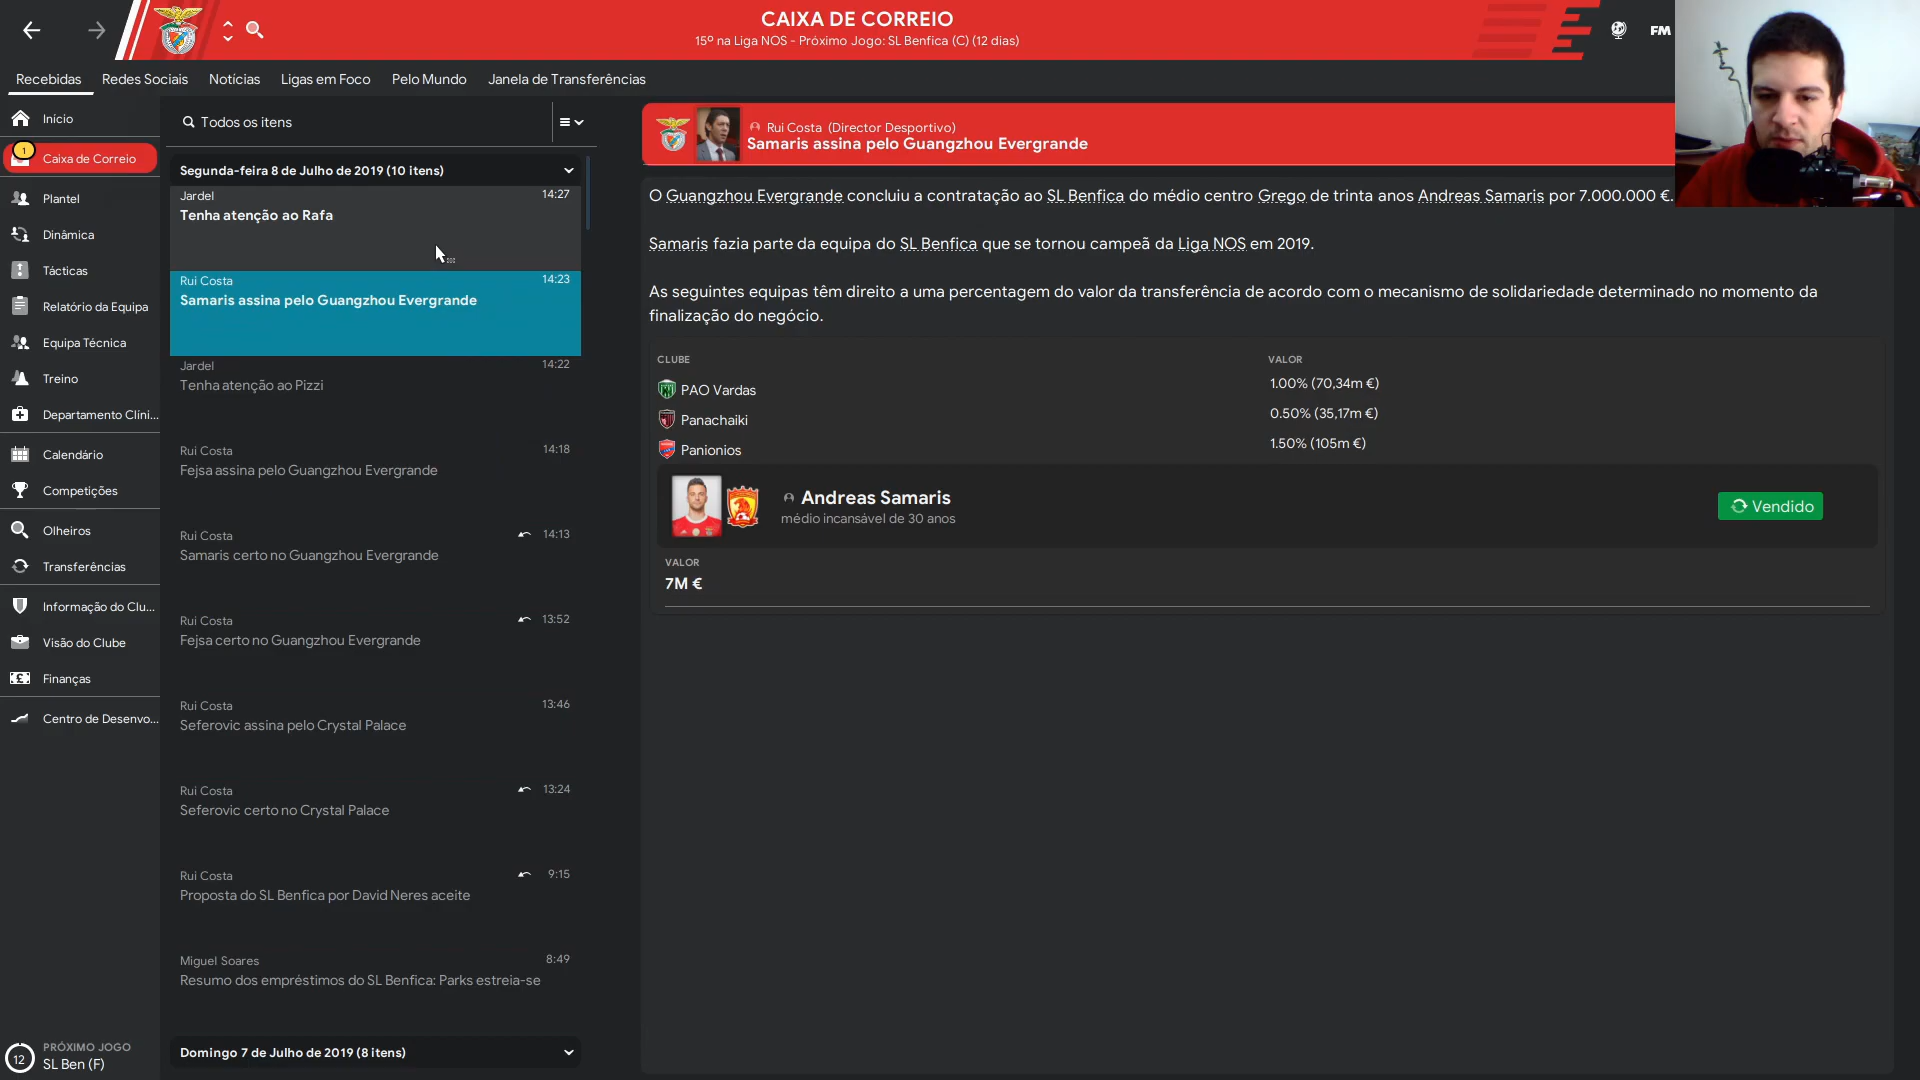 CAIXA DE CORREIO
15º na Liga NOS - Próximo Jogo: SL Benfica (C) (12 dias)
FM
Recebidas
Redes Sociais
Notícias
Ligas em Foco
Pelo Mundo
Janela de Transferências
Início
1
Caixa de Correio
Plantel
Dinâmica
Tácticas
Relatório da Equipa
Equipa Técnica
Treino
Departamento Clíni...
Calendário
Competições
Olheiros
Transferências
Informação do Clu...
Visão do Clube
Finanças
Centro de Desenvo...
12
PRÓXIMO JOGO
SL Ben (F)
Todos os itens
Segunda-feira 8 de Julho de 2019 (10 itens)
Jardel 14:27
Tenha atenção ao Rafa
Rui Costa 14:23
Samaris assina pelo Guangzhou Evergrande
Jardel 14:22
Tenha atenção ao Pizzi
Rui Costa 14:18
Fejsa assina pelo Guangzhou Evergrande
Rui Costa 14:13
Samaris certo no Guangzhou Evergrande
Rui Costa 13:52
Fejsa certo no Guangzhou Evergrande
Rui Costa 13:46
Seferovic assina pelo Crystal Palace
Rui Costa 13:24
Seferovic certo no Crystal Palace
Rui Costa 9:15
Proposta do SL Benfica por David Neres aceite
Miguel Soares 8:49
Resumo dos empréstimos do SL Benfica: Parks estreia-se
Domingo 7 de Julho de 2019 (8 itens)
Rui Costa (Director Desportivo)
Samaris assina pelo Guangzhou Evergrande
O Guangzhou Evergrande concluiu a contratação ao SL Benfica do médio centro Grego de trinta anos Andreas Samaris por 7.000.000 €.
Samaris fazia parte da equipa do SL Benfica que se tornou campeã da Liga NOS em 2019.
As seguintes equipas têm direito a uma percentagem do valor da transferência de acordo com o mecanismo de solidariedade determinado no momento da
finalização do negócio.
CLUBE VALOR
PAO Vardas 1.00% (70,34m €)
Panachaiki 0.50% (35,17m €)
Panionios 1.50% (105m €)
Andreas Samaris
médio incansável de 30 anos
Vendido
VALOR
7M €